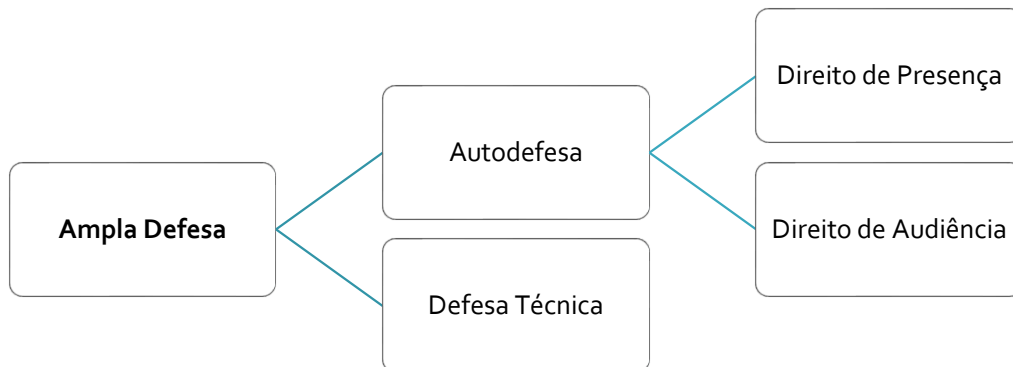 Ampla Defesa
Autodefesa
Defesa Técnica
Direito de Presença
Direito de Audiência